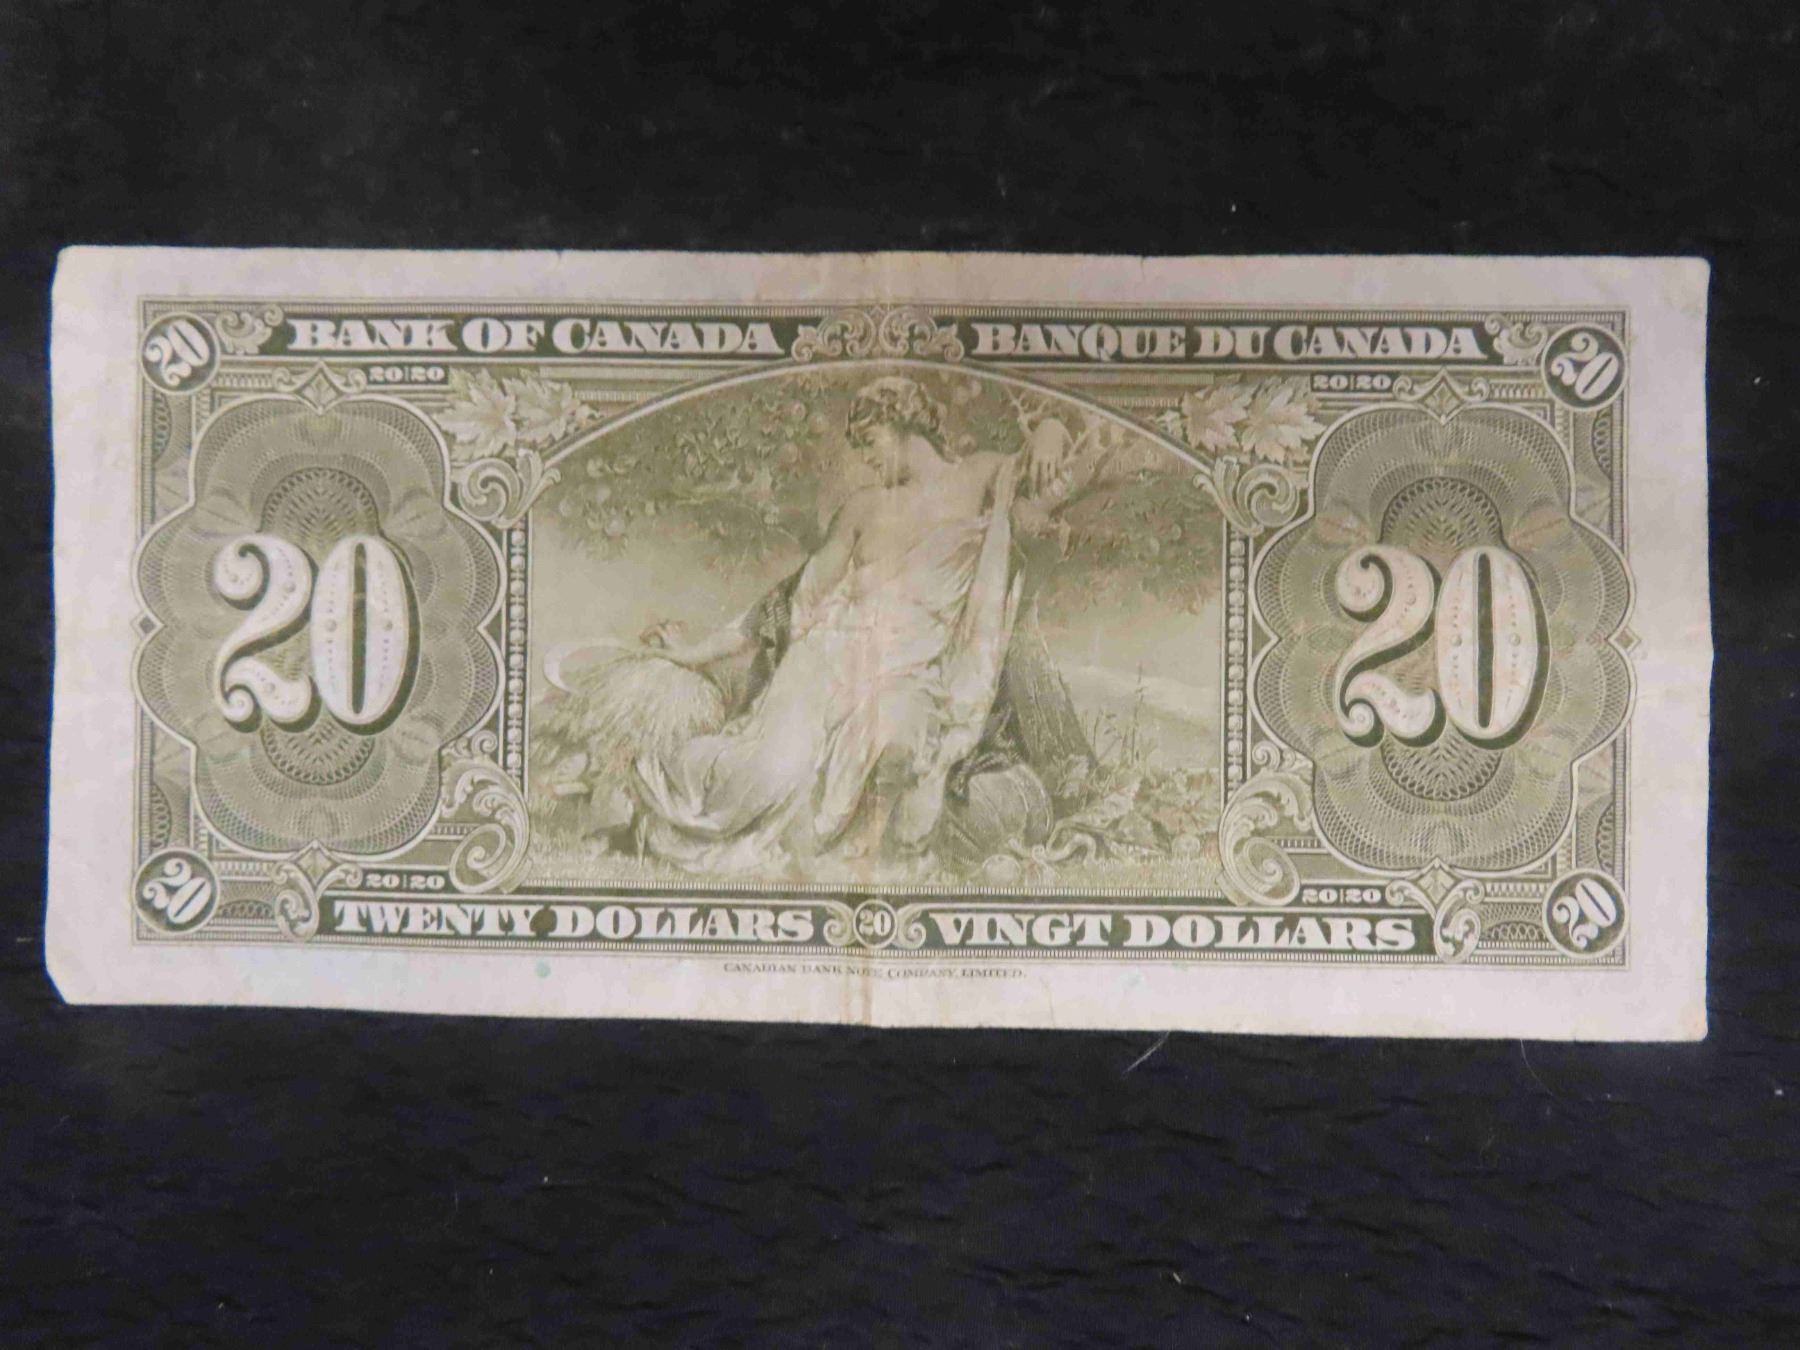 20 BANK OF CANADA BANQUE DU CANADA 20
20|20 20|20
20 20
20|20 20|20
20 TWENTY DOLLARS 20 VINGT DOLLARS 20
CANADIAN BANK NOTE COMPANY, LIMITED.